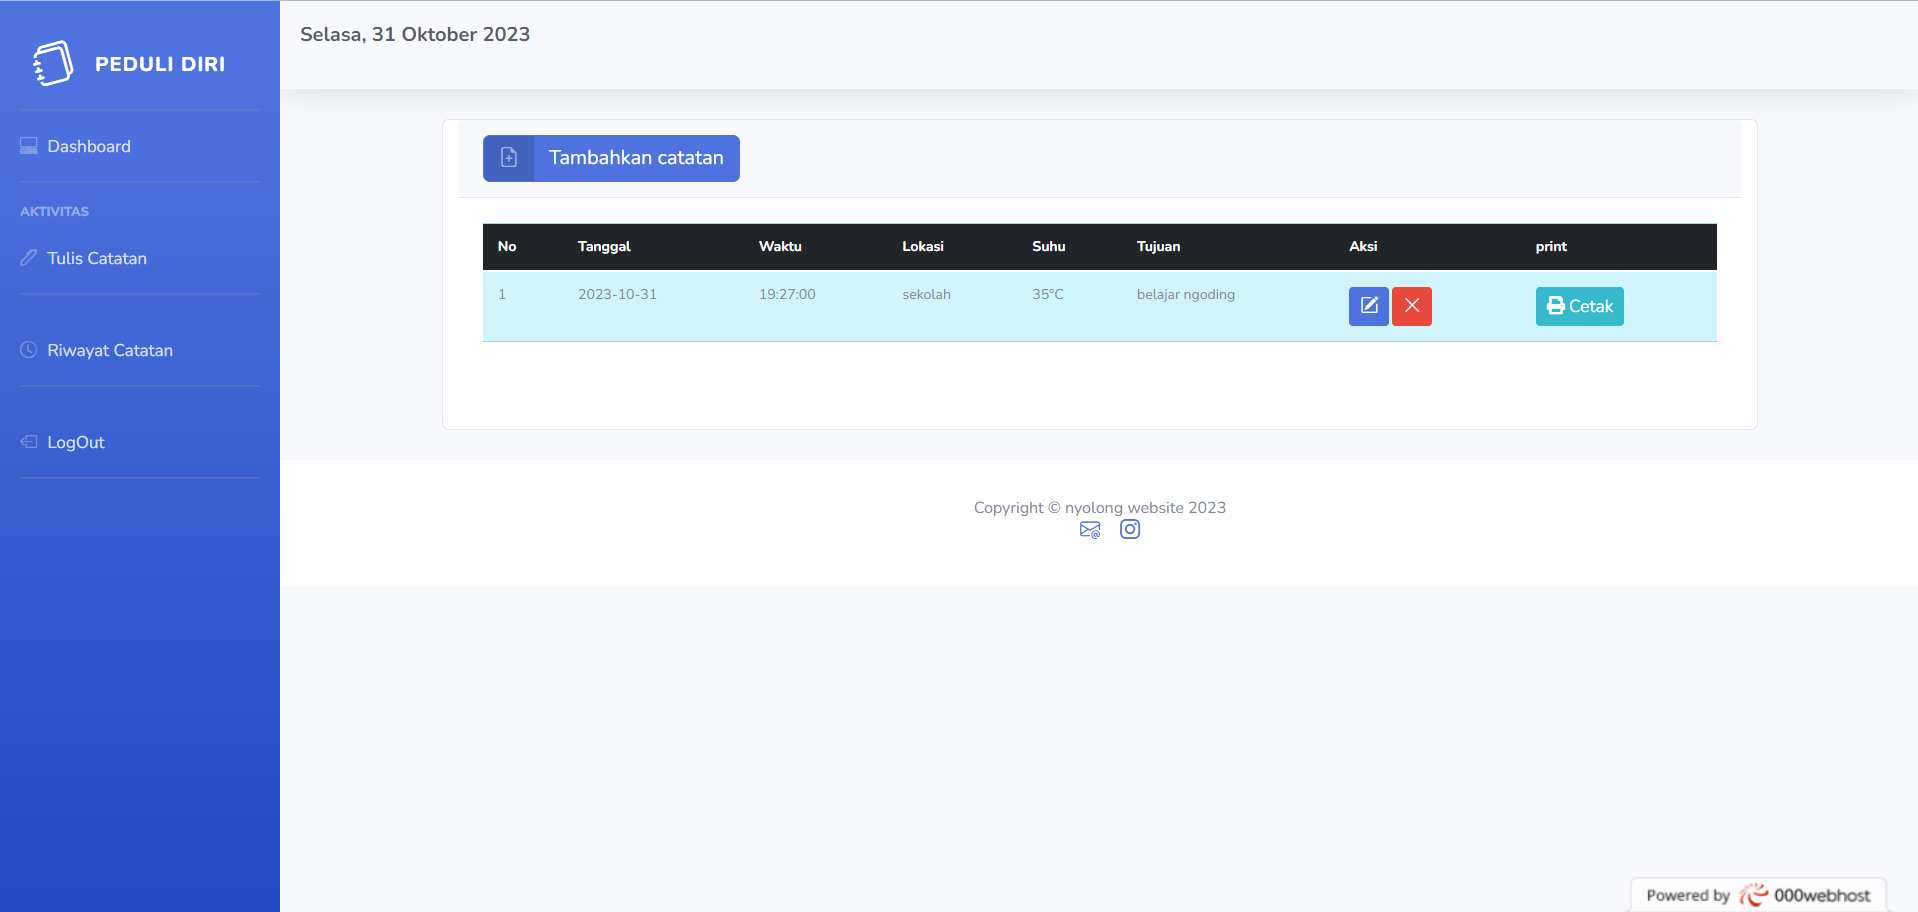 PEDULI DIRI
Dashboard
AKTIVITAS
Tulis Catatan
Riwayat Catatan
LogOut
Selasa, 31 Oktober 2023
Tambahkan catatan
No Tanggal Waktu Lokasi Suhu Tujuan Aksi print
1 2023-10-31 19:27:00 sekolah 35°C belajar ngoding Cetak
Copyright © nyolong website 2023
Powered by 000webhost